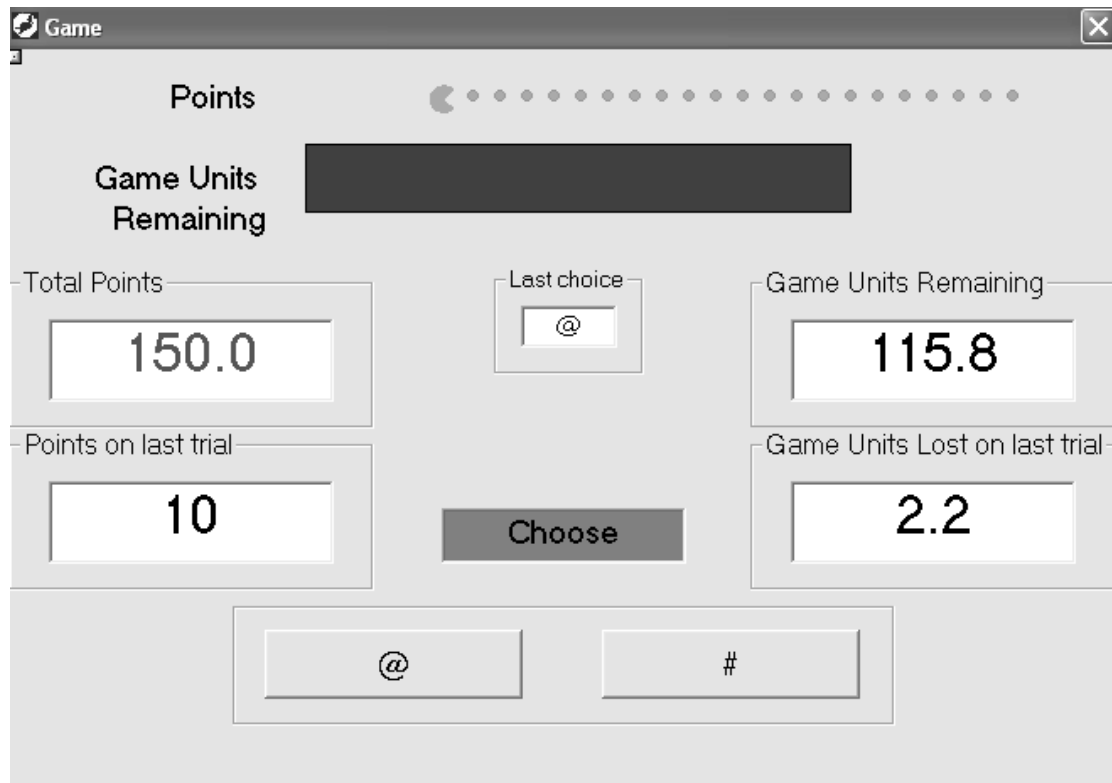 Game
Points
Game Units
Remaining
Total Points
150.0
Last choice
@
Game Units Remaining
115.8
Points on last trial
10
Choose
Game Units Lost on last trial
2.2
@
#